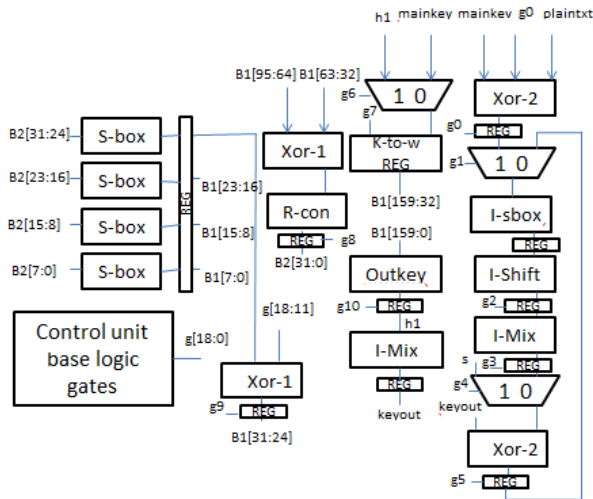 h1 mainkey mainkey g0 plaintxt
B1[95:64] B1[63:32]
g6
1 0
Xor-2
g7
g0
REG
B2[31:24]
S-box
Xor-1
K-to-w
REG
g1
1 0
B2[23:16]
S-box
REG
B1[23:16]
R-con
B1[159:32]
I-sbox
B2[15:8]
S-box
B1[15:8]
REG
g8
B1[159:0]
REG
B2[7:0]
S-box
B1[7:0]
B2[31:0]
Outkey
I-Shift
g[18:11]
g10
REG
g2
REG
Control unit
base logic
gates
g[18:0]
h1
I-Mix
I-Mix
s
g3
REG
Xor-1
REG
g4
1 0
g9
REG
keyout
keyout
B1[31:24]
Xor-2
g5
REG